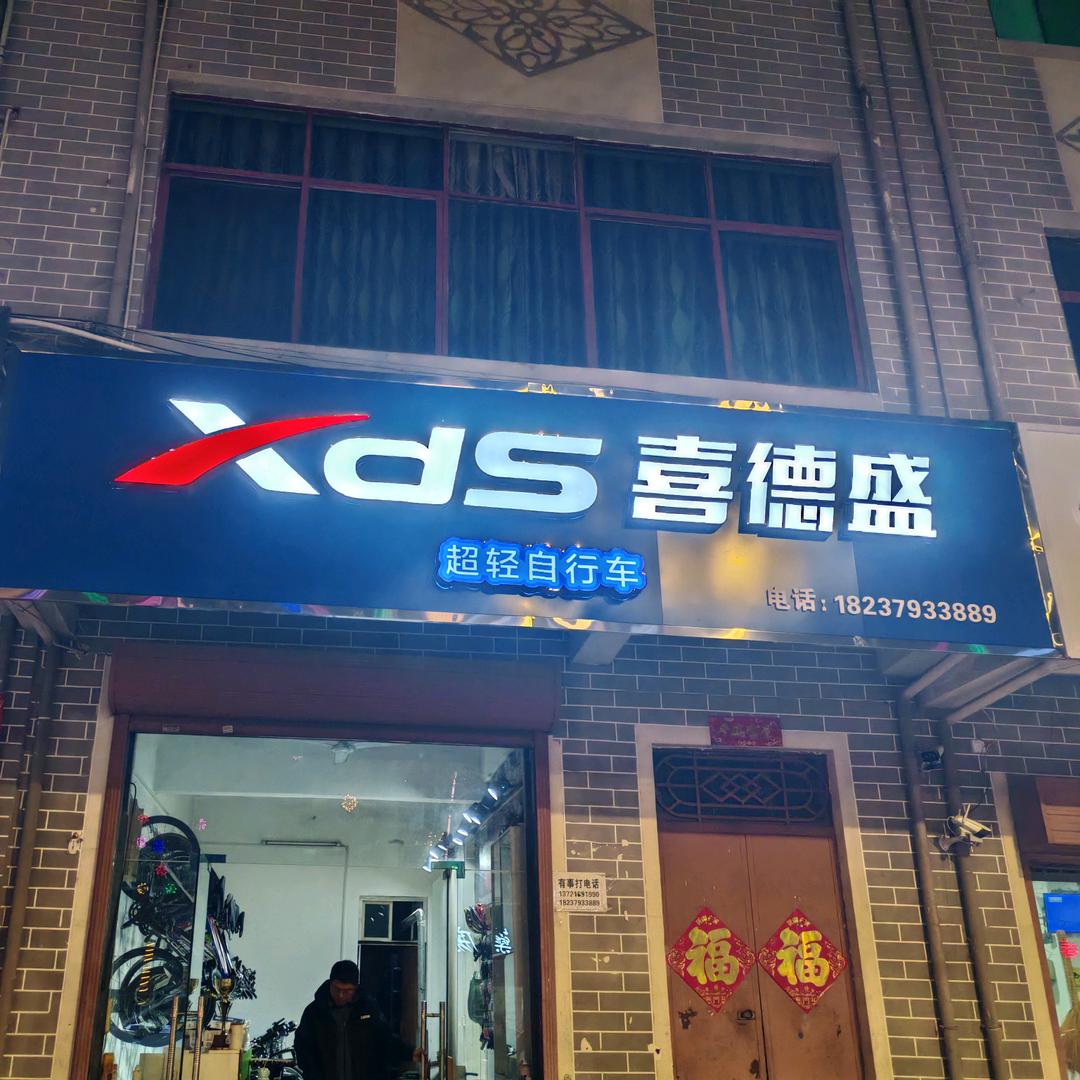 Xds 喜德盛
超轻自行车
电话：18237933889
有事打电话
18237933889
福 福